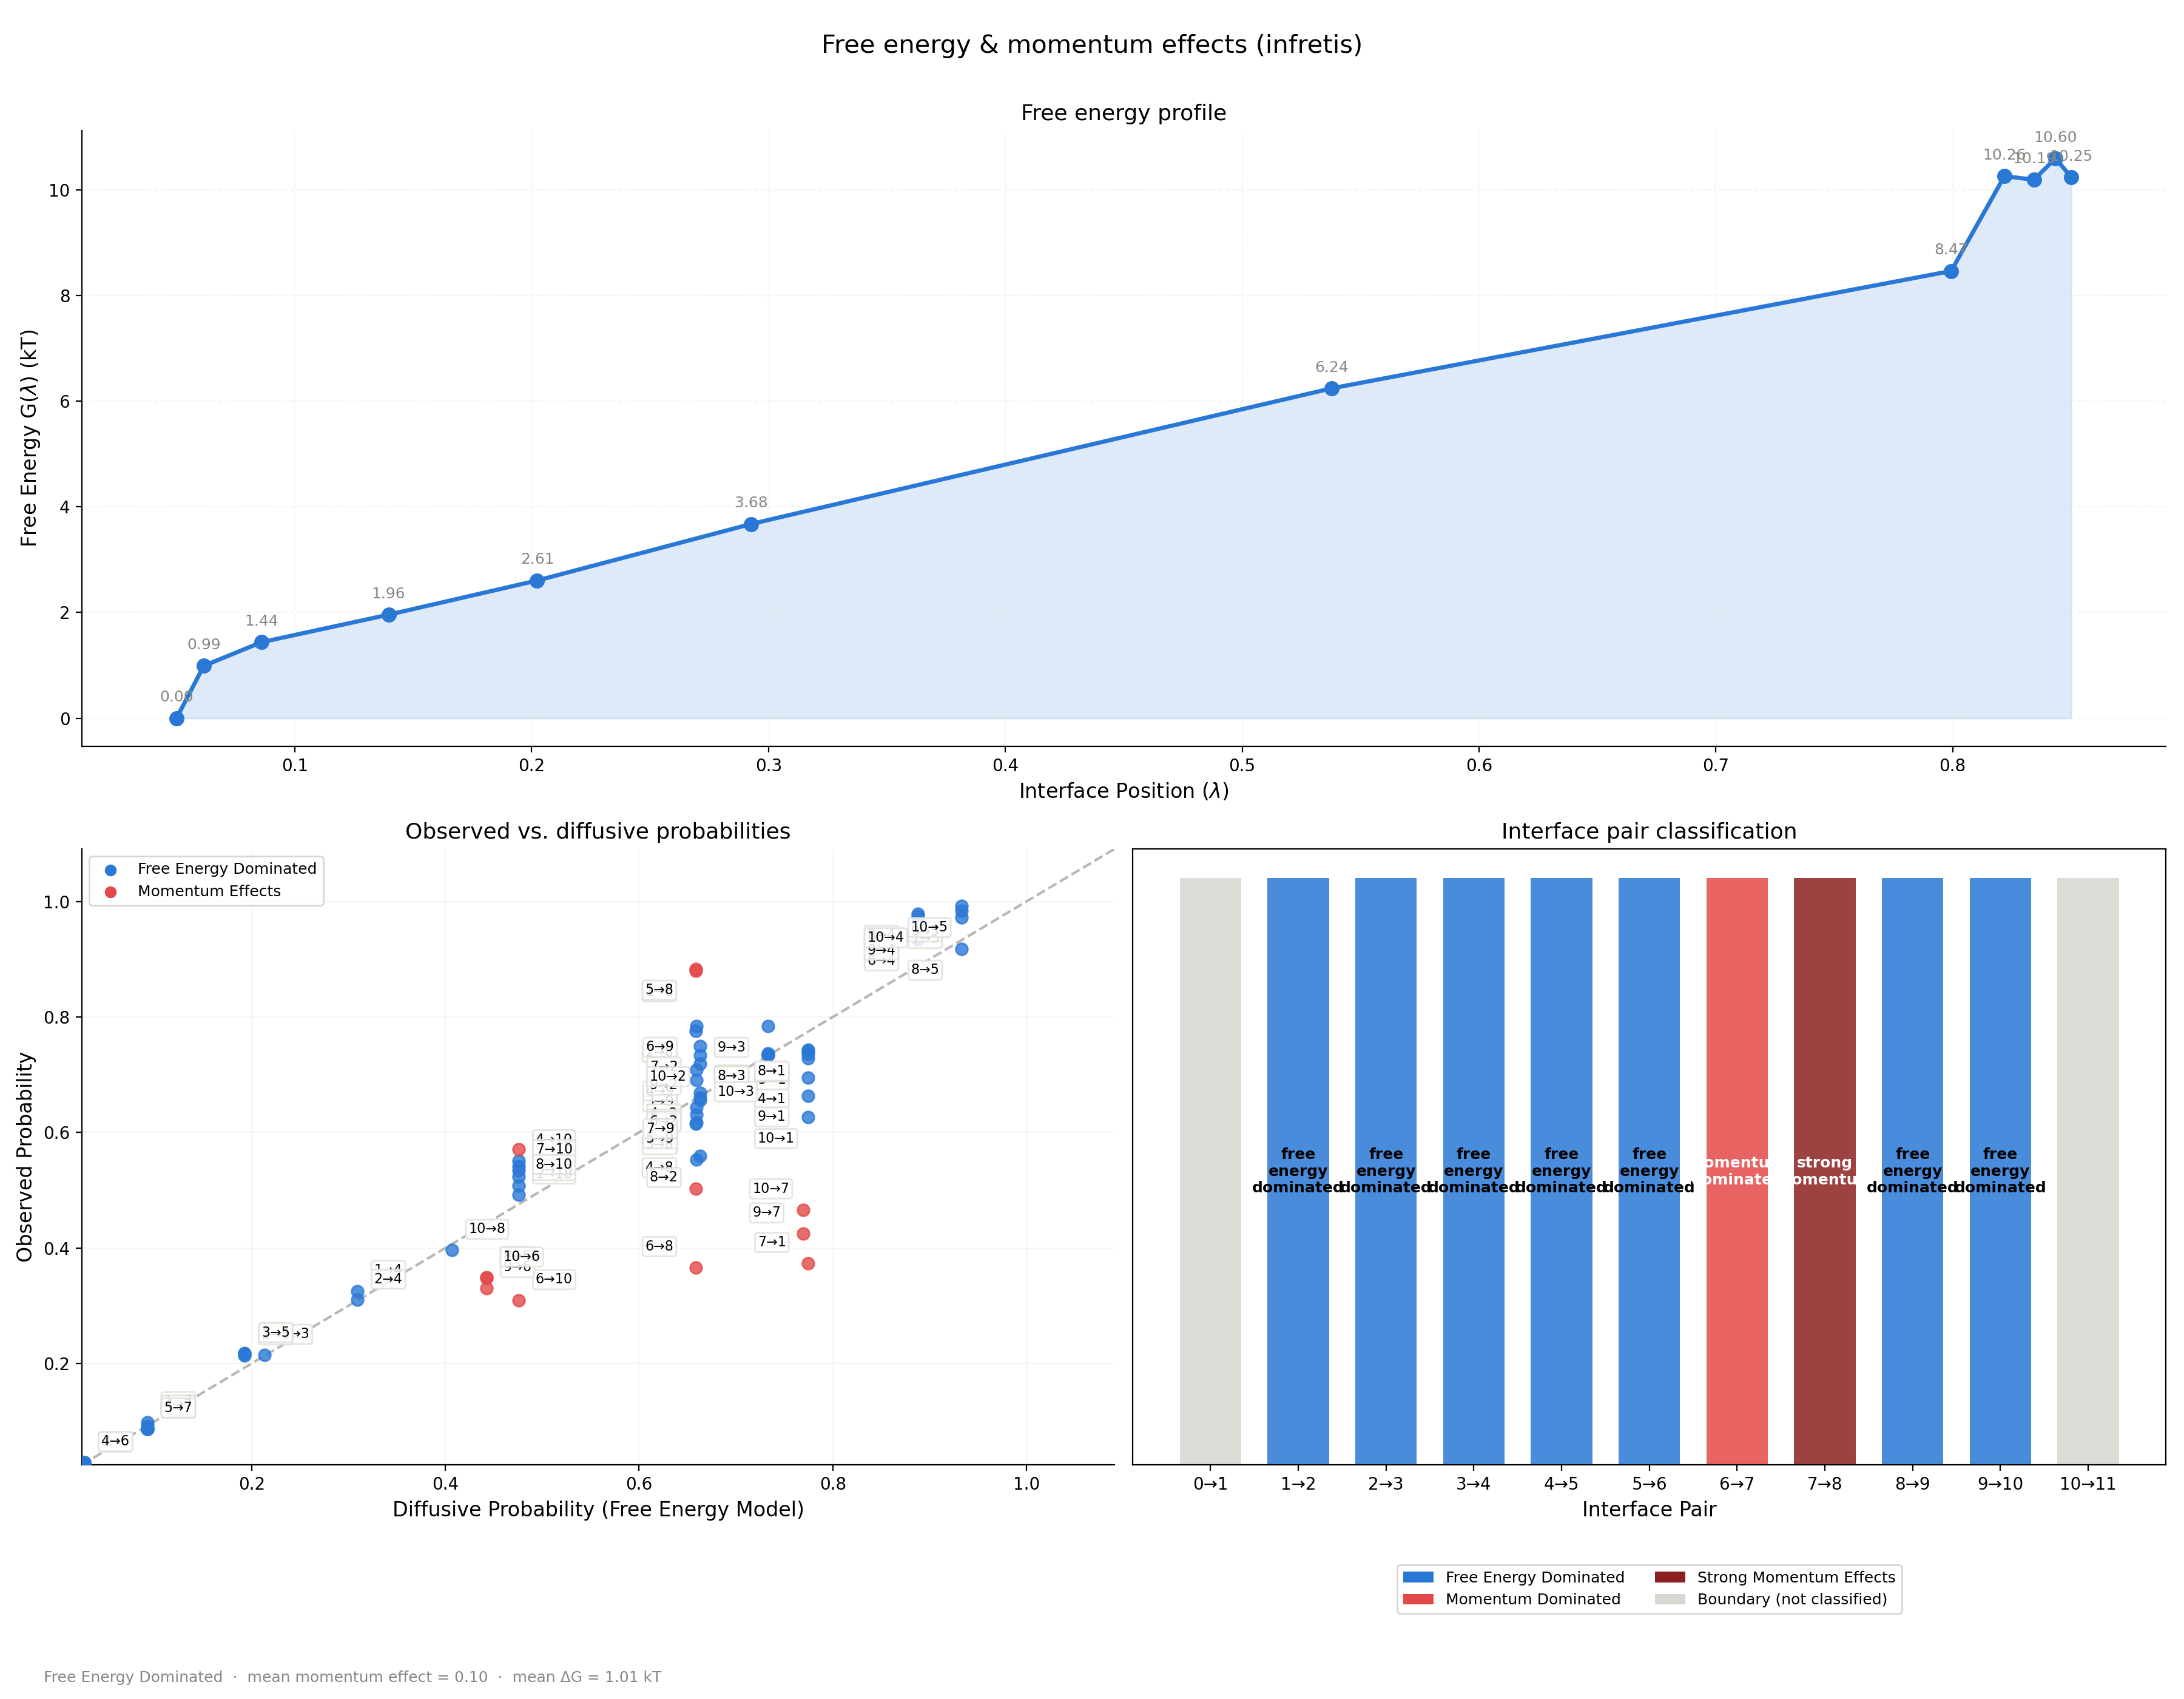 Free energy & momentum effects (infretis)
Free energy profile
Free Energy G(λ) (kT)
10
8
6
4
2
0
0.99
1.44
1.96
2.61
3.68
6.24
10.26
10.60
10.25
0.1
0.2
0.3
0.4
0.5
0.6
0.7
0.8
Interface Position (λ)
Observed vs. diffusive probabilities
Free Energy Dominated
Momentum Effects
Observed Probability
1.0
0.8
0.6
0.4
0.2
10→5
10→4
9→4
8→5
5→8
6→9
9→3
7→2
10→2
8→3
8→1
10→3
4→1
9→1
7→9
10→1
4→10
7→10
8→10
4→8
8→2
10→7
9→7
10→8
7→1
6→8
10→6
1→4
2→4
6→10
3→5
5→7
4→6
0.2
0.4
0.6
0.8
1.0
Diffusive Probability (Free Energy Model)
Interface pair classification
free
energy
dominated
free
energy
dominated
free
energy
dominated
free
energy
dominated
free
energy
dominated
strong
free
energy
dominated
free
energy
dominated
0→1
1→2
2→3
3→4
4→5
5→6
6→7
7→8
8→9
9→10
10→11
Interface Pair
Free Energy Dominated
Momentum Dominated
Strong Momentum Effects
Boundary (not classified)
Free Energy Dominated · mean momentum effect = 0.10 · mean ΔG = 1.01 kT